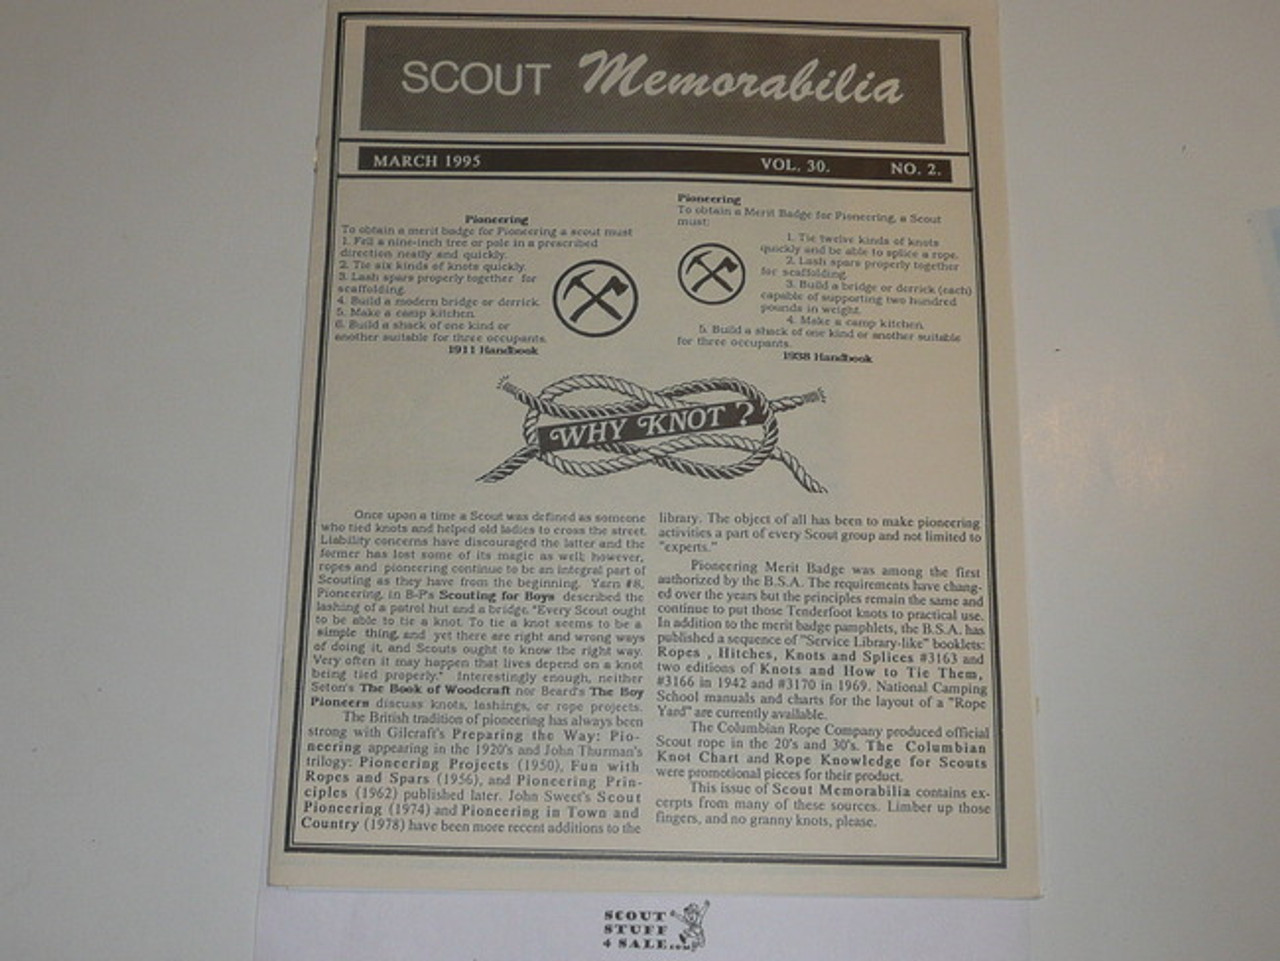 SCOUT Memorabilia
MARCH 1995 VOL. 30. NO. 2.
Pioneering
To obtain a merit badge for Pioneering a scout must
1. Fell a nine-inch tree or pole in a prescribed
direction neatly and quickly.
2. Tie six kinds of knots quickly.
3. Lash spars properly together for
scaffolding.
4. Build a modern bridge or derrick.
5. Make a camp kitchen.
6. Build a shack of one kind or
another suitable for three occupants.
1911 Handbook
Pioneering
To obtain a Merit Badge for Pioneering, a Scout
must:
1. Tie twelve kinds of knots
quickly and be able to splice a rope.
2. Lash spars properly together
for scaffolding.
3. Build a bridge or derrick (each)
capable of supporting two hundred
pounds in weight.
4. Make a camp kitchen.
5. Build a shack of one kind or another suitable
for three occupants.
1938 Handbook
WHY KNOT?
Once upon a time a Scout was defined as someone
who tied knots and helped old ladies to cross the street.
Liability concerns have discouraged the latter and the
former has lost some of its magic as well; however,
ropes and pioneering continue to be an integral part of
Scouting as they have from the beginning. Yarn #8,
Pioneering, in B-P's Scouting for Boys described the
lashing of a patrol hut and a bridge. "Every Scout ought
to be able to tie a knot. To tie a knot seems to be a
simple thing, and yet there are right and wrong ways
of doing it, and Scouts ought to know the right way.
Very often it may happen that lives depend on a knot
being tied properly." Interestingly enough, neither
Seton's The Book of Woodcraft nor Beard's The Boy
Pioneers discuss knots, lashings, or rope projects.
The British tradition of pioneering has always been
strong with Gilcraft's Preparing the Way: Pio-
neering appearing in the 1920's and John Thurman's
trilogy: Pioneering Projects (1950), Fun with
Ropes and Spars (1956), and Pioneering Prin-
ciples (1962) published later. John Sweet's Scout
Pioneering (1974) and Pioneering in Town and
Country (1978) have been more recent additions to the
library. The object of all has been to make pioneering
activities a part of every Scout group and not limited to
"experts."
Pioneering Merit Badge was among the first
authorized by the B.S.A. The requirements have chang-
ed over the years but the principles remain the same and
continue to put those Tenderfoot knots to practical use.
In addition to the merit badge pamphlets, the B.S.A. has
published a sequence of "Service Library-like" booklets:
Ropes , Hitches, Knots and Splices #3163 and
two editions of Knots and How to Tie Them,
#3166 in 1942 and #3170 in 1969. National Camping
School manuals and charts for the layout of a "Rope
Yard" are currently available.
The Columbian Rope Company produced official
Scout rope in the 20's and 30's. The Columbian
Knot Chart and Rope Knowledge for Scouts
were promotional pieces for their product.
This issue of Scout Memorabilia contains ex-
cerpts from many of these sources. Limber up those
fingers, and no granny knots, please.
SCOUT
STUFF
4 SALE.com